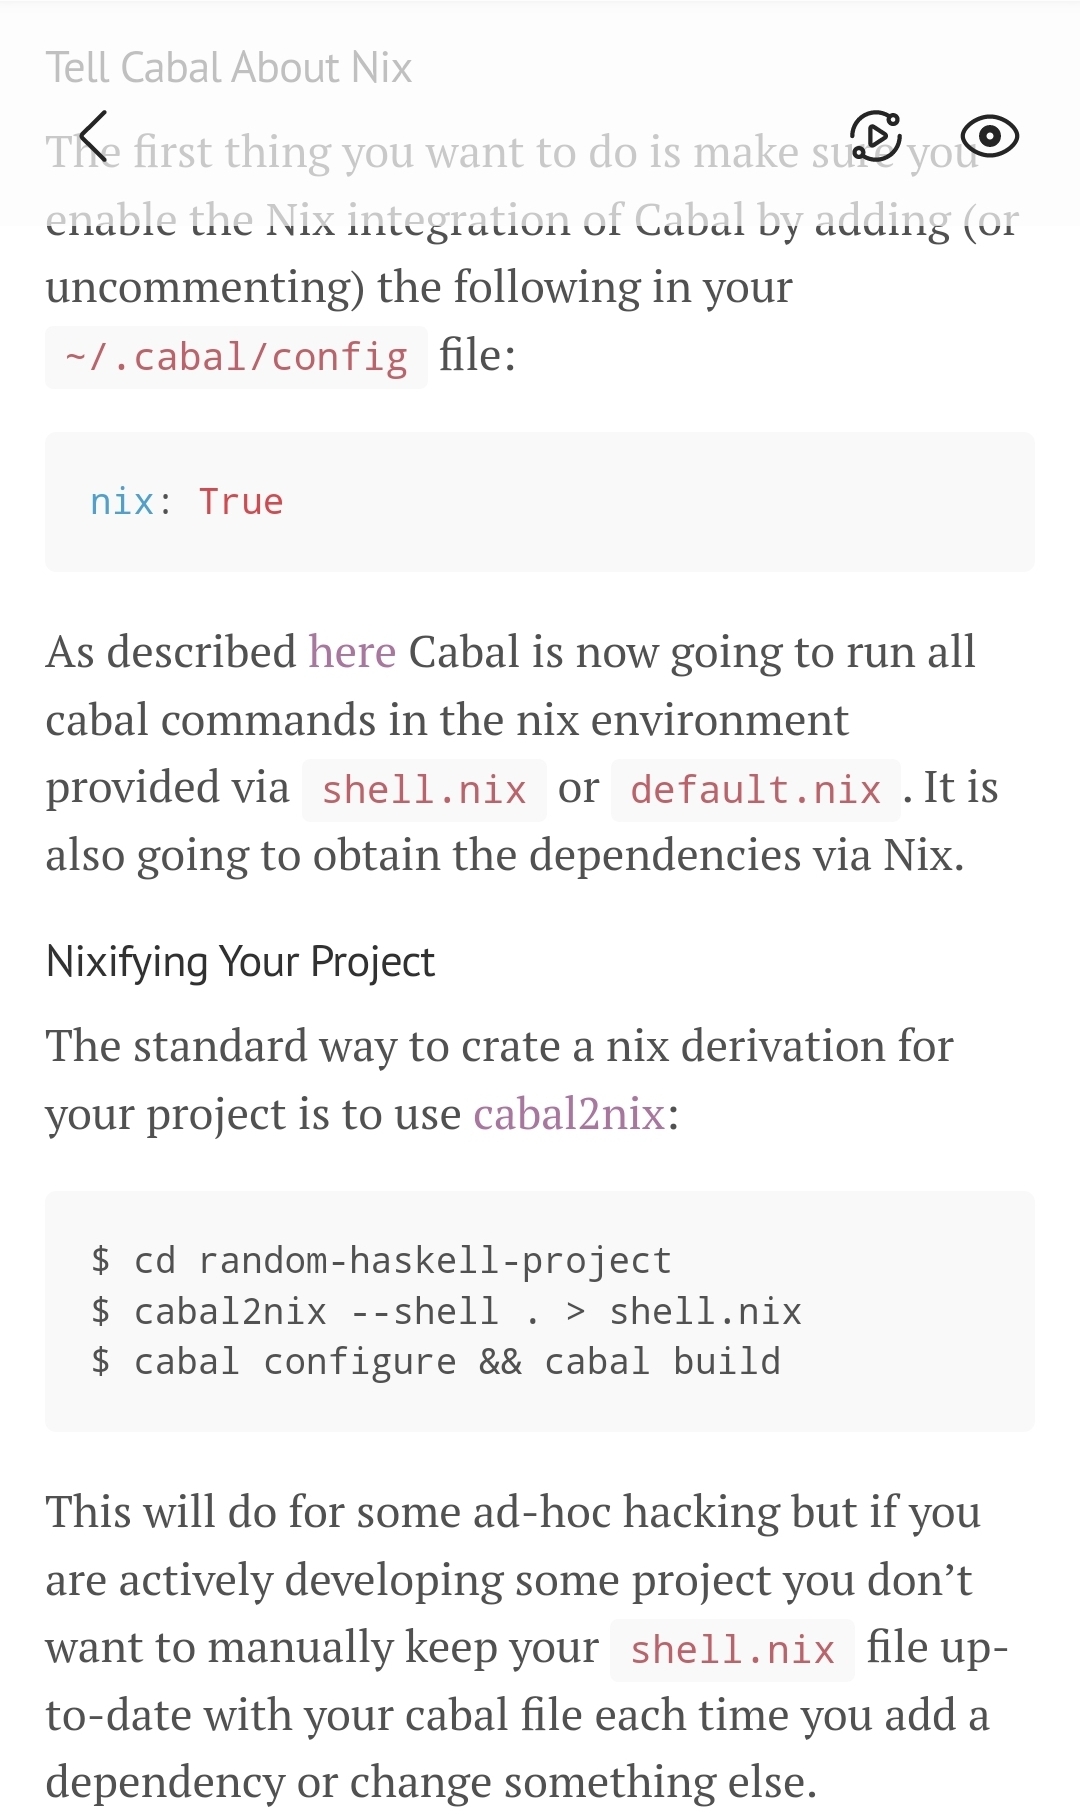 Tell Cabal About Nix
The first thing you want to do is make sure you
enable the Nix integration of Cabal by adding (or
uncommenting) the following in your
~/.cabal/config file:
nix: True
As described here Cabal is now going to run all
cabal commands in the nix environment
provided via shell.nix or default.nix. It is
also going to obtain the dependencies via Nix.
Nixifying Your Project
The standard way to crate a nix derivation for
your project is to use cabal2nix:
$ cd random-haskell-project
$ cabal2nix --shell . > shell.nix
$ cabal configure && cabal build
This will do for some ad-hoc hacking but if you
are actively developing some project you don’t
want to manually keep your shell.nix file up-
to-date with your cabal file each time you add a
dependency or change something else.